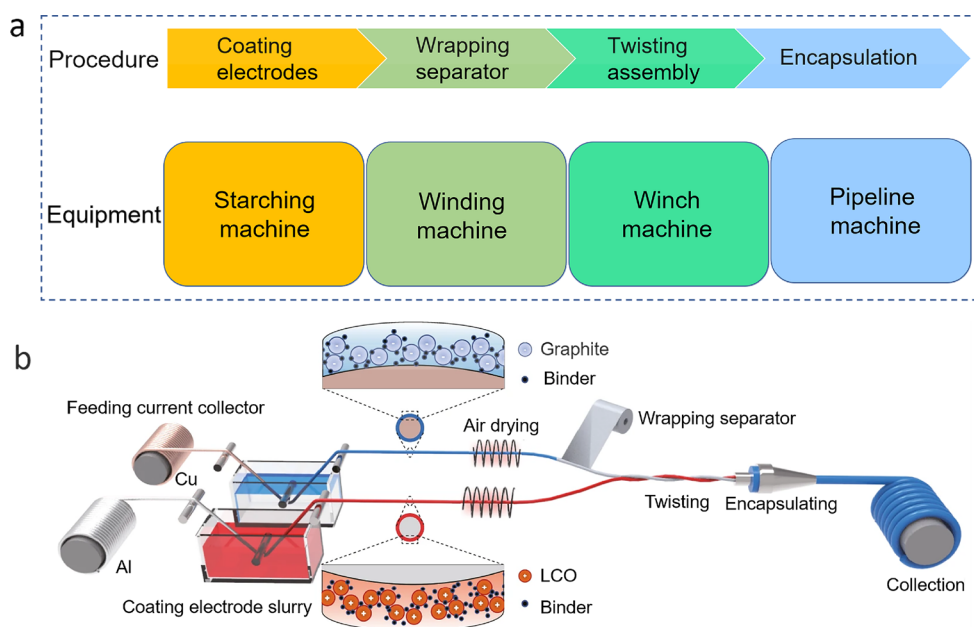 a
Procedure
Coating
electrodes
Wrapping
separator
Twisting
assembly
Encapsulation
Equipment
Starching
machine
Winding
machine
Winch
machine
Pipeline
machine
b
Graphite
Binder
Feeding current collector
Air drying
Wrapping separator
Cu
Twisting
Encapsulating
Al
LCO
Collection
Coating electrode slurry
Binder